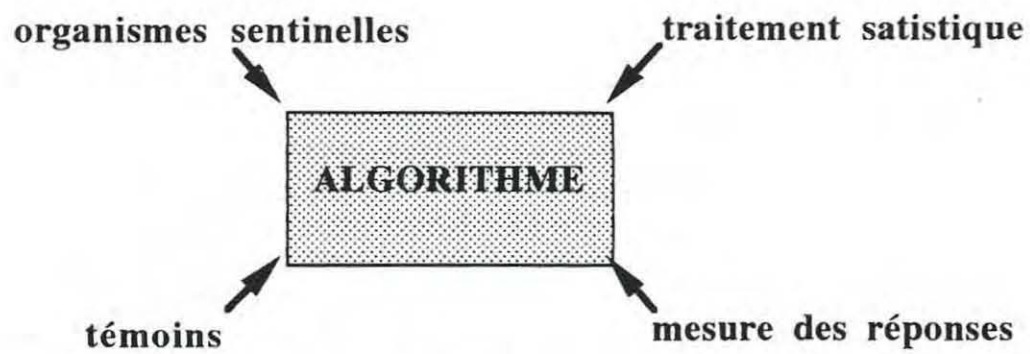 organismes sentinelles
traitement satistique
ALGORITHME
témoins
mesure des réponses